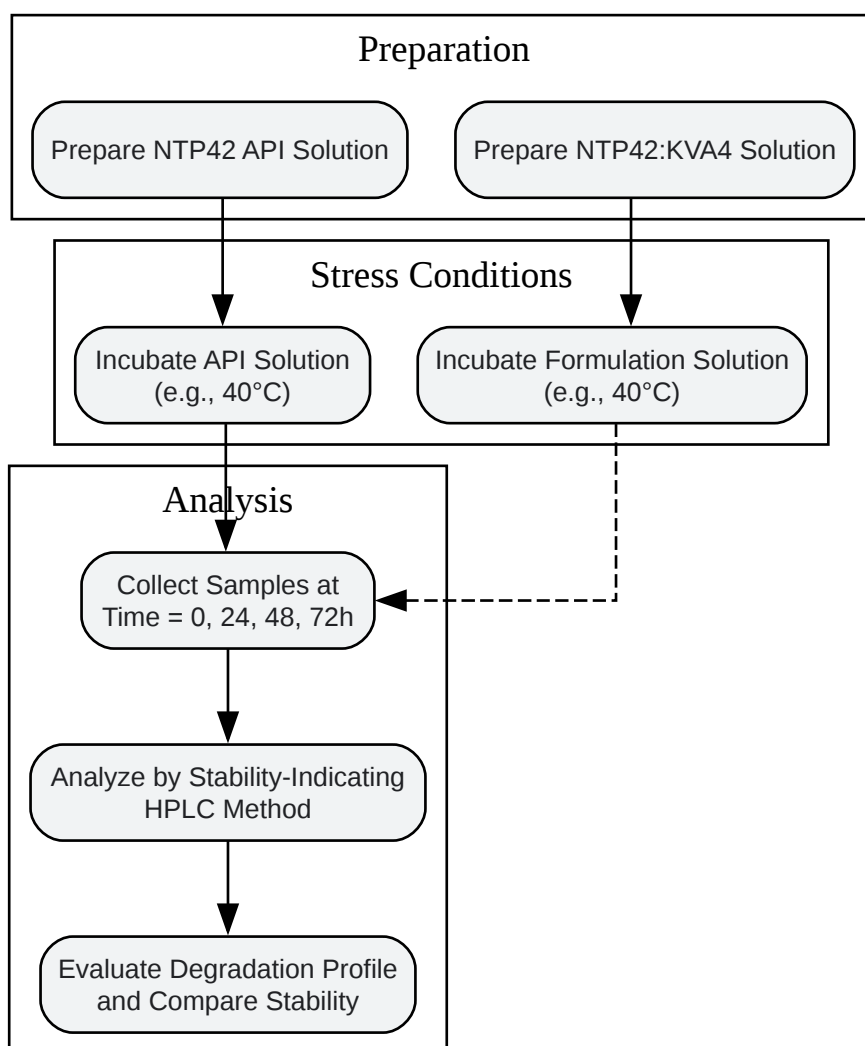 Preparation
Prepare NTP42 API Solution
Prepare NTP42:KVA4 Solution
Stress Conditions
Incubate API Solution
(e.g., 40°C)
Incubate Formulation Solution
(e.g., 40°C)
Analysis
Collect Samples at
Time = 0, 24, 48, 72h
Analyze by Stability-Indicating
HPLC Method
Evaluate Degradation Profile
and Compare Stability